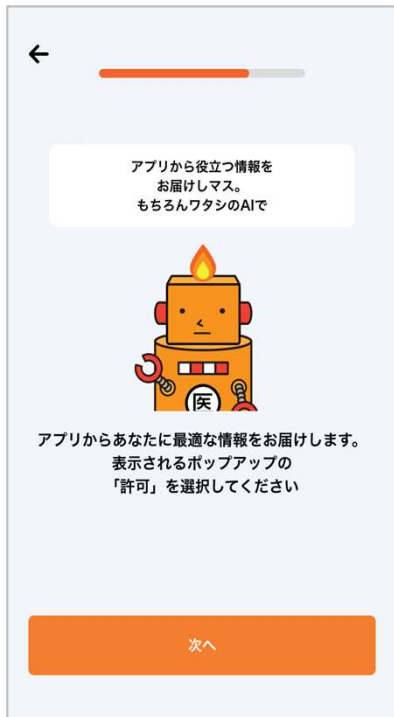 アプリから役立つ情報を
お届けしマス。
もちろんワタシのAIで
医
アプリからあなたに最適な情報をお届けします。
表示されるポップアップの
「許可」を選択してください
次へ